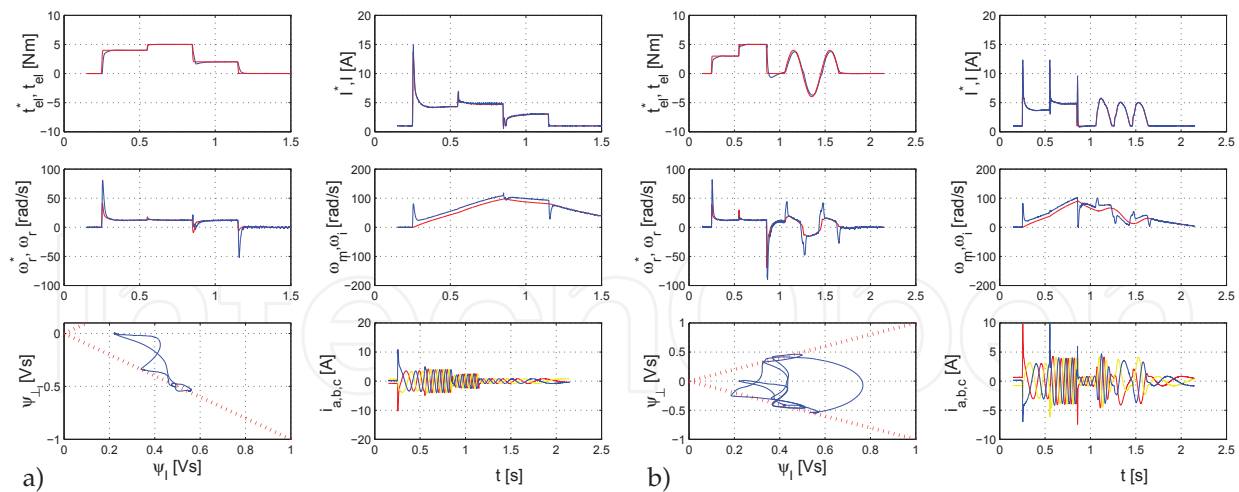 10
5
0
−5
−10
0 0.5 1 1.5
t*el, tel [Nm]
20
15
10
5
0
0 0.5 1 1.5
I*, I [A]
10
5
0
−5
−10
0 0.5 1 1.5 2 2.5
t*el, tel [Nm]
20
15
10
5
0
0 0.5 1 1.5 2 2.5
I*, I [A]
100
50
0
−50
−100
0 0.5 1 1.5
ω*r, ωr [rad/s]
200
100
0
−100
−200
0 0.5 1 1.5
ωm,ωi [rad/s]
100
50
0
−50
−100
0 0.5 1 1.5 2 2.5
ω*r, ωr [rad/s]
200
100
0
−100
−200
0 0.5 1 1.5 2 2.5
ωm,ωi [rad/s]
0
−0.5
−1
0 0.2 0.4 0.6 0.8 1
ψ⊥ [Vs]
ψI [Vs]
20
10
0
−10
−20
0 0.5 1 1.5 2 2.5
ia,b,c [A]
t [s]
1
0.5
0
−0.5
−1
0 0.2 0.4 0.6 0.8 1
ψ⊥ [Vs]
ψI [Vs]
10
5
0
−5
−10
0 0.5 1 1.5 2 2.5
ia,b,c [A]
t [s]
a)
b)
InTechOpen